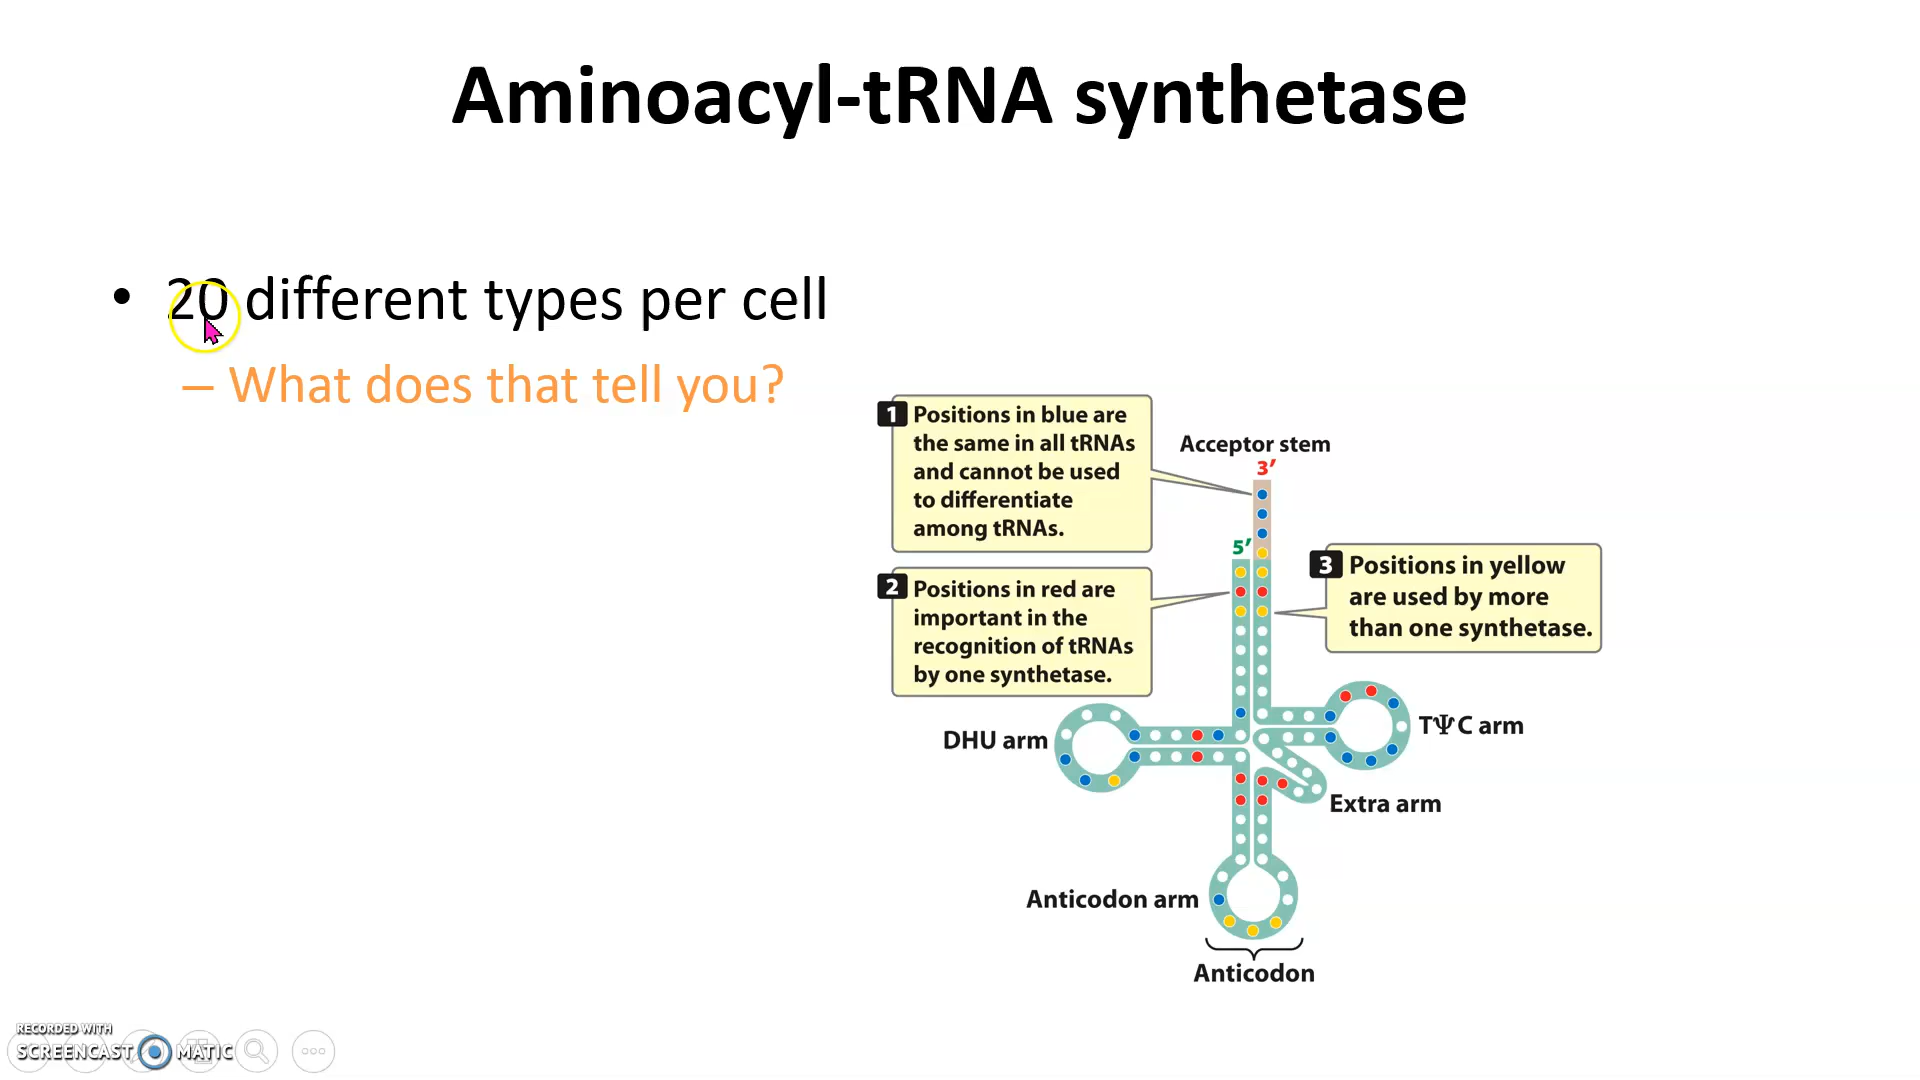 Aminoacyl-tRNA synthetase
• 20 different types per cell
– What does that tell you?
1 Positions in blue are
the same in all tRNAs
and cannot be used
to differentiate
among tRNAs.
Acceptor stem
3′
5′
2 Positions in red are
important in the
recognition of tRNAs
by one synthetase.
3 Positions in yellow
are used by more
than one synthetase.
DHU arm
TΨC arm
Extra arm
Anticodon arm
Anticodon
RECORDED WITH
SCREENCAST MATIC